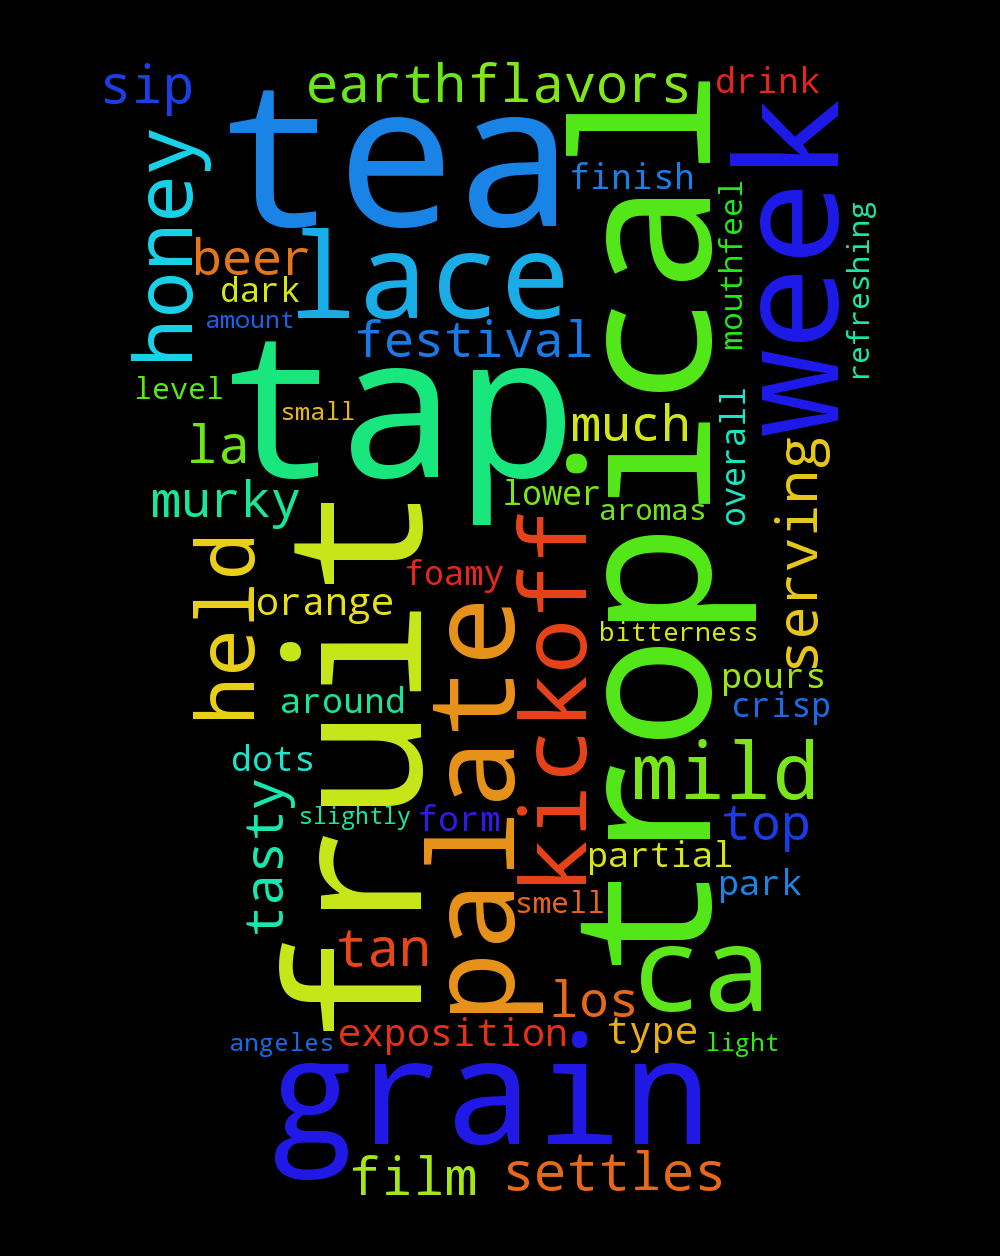 sip
earthflavors
drink
tea
tropical
week
honey
finish
mouthfeel
refreshing
beer
lace
dark
amount
festival
level
tap
small
much
overall
la
murky
lower
aromas
serving
held
fruit
kickoff
foamy
orange
palate
bitterness
around
pours
crisp
dots
mild
tasty
slightly
form
top
partial
park
smell
tan
ca
los
exposition
type
angeles
light
grain
film
settles